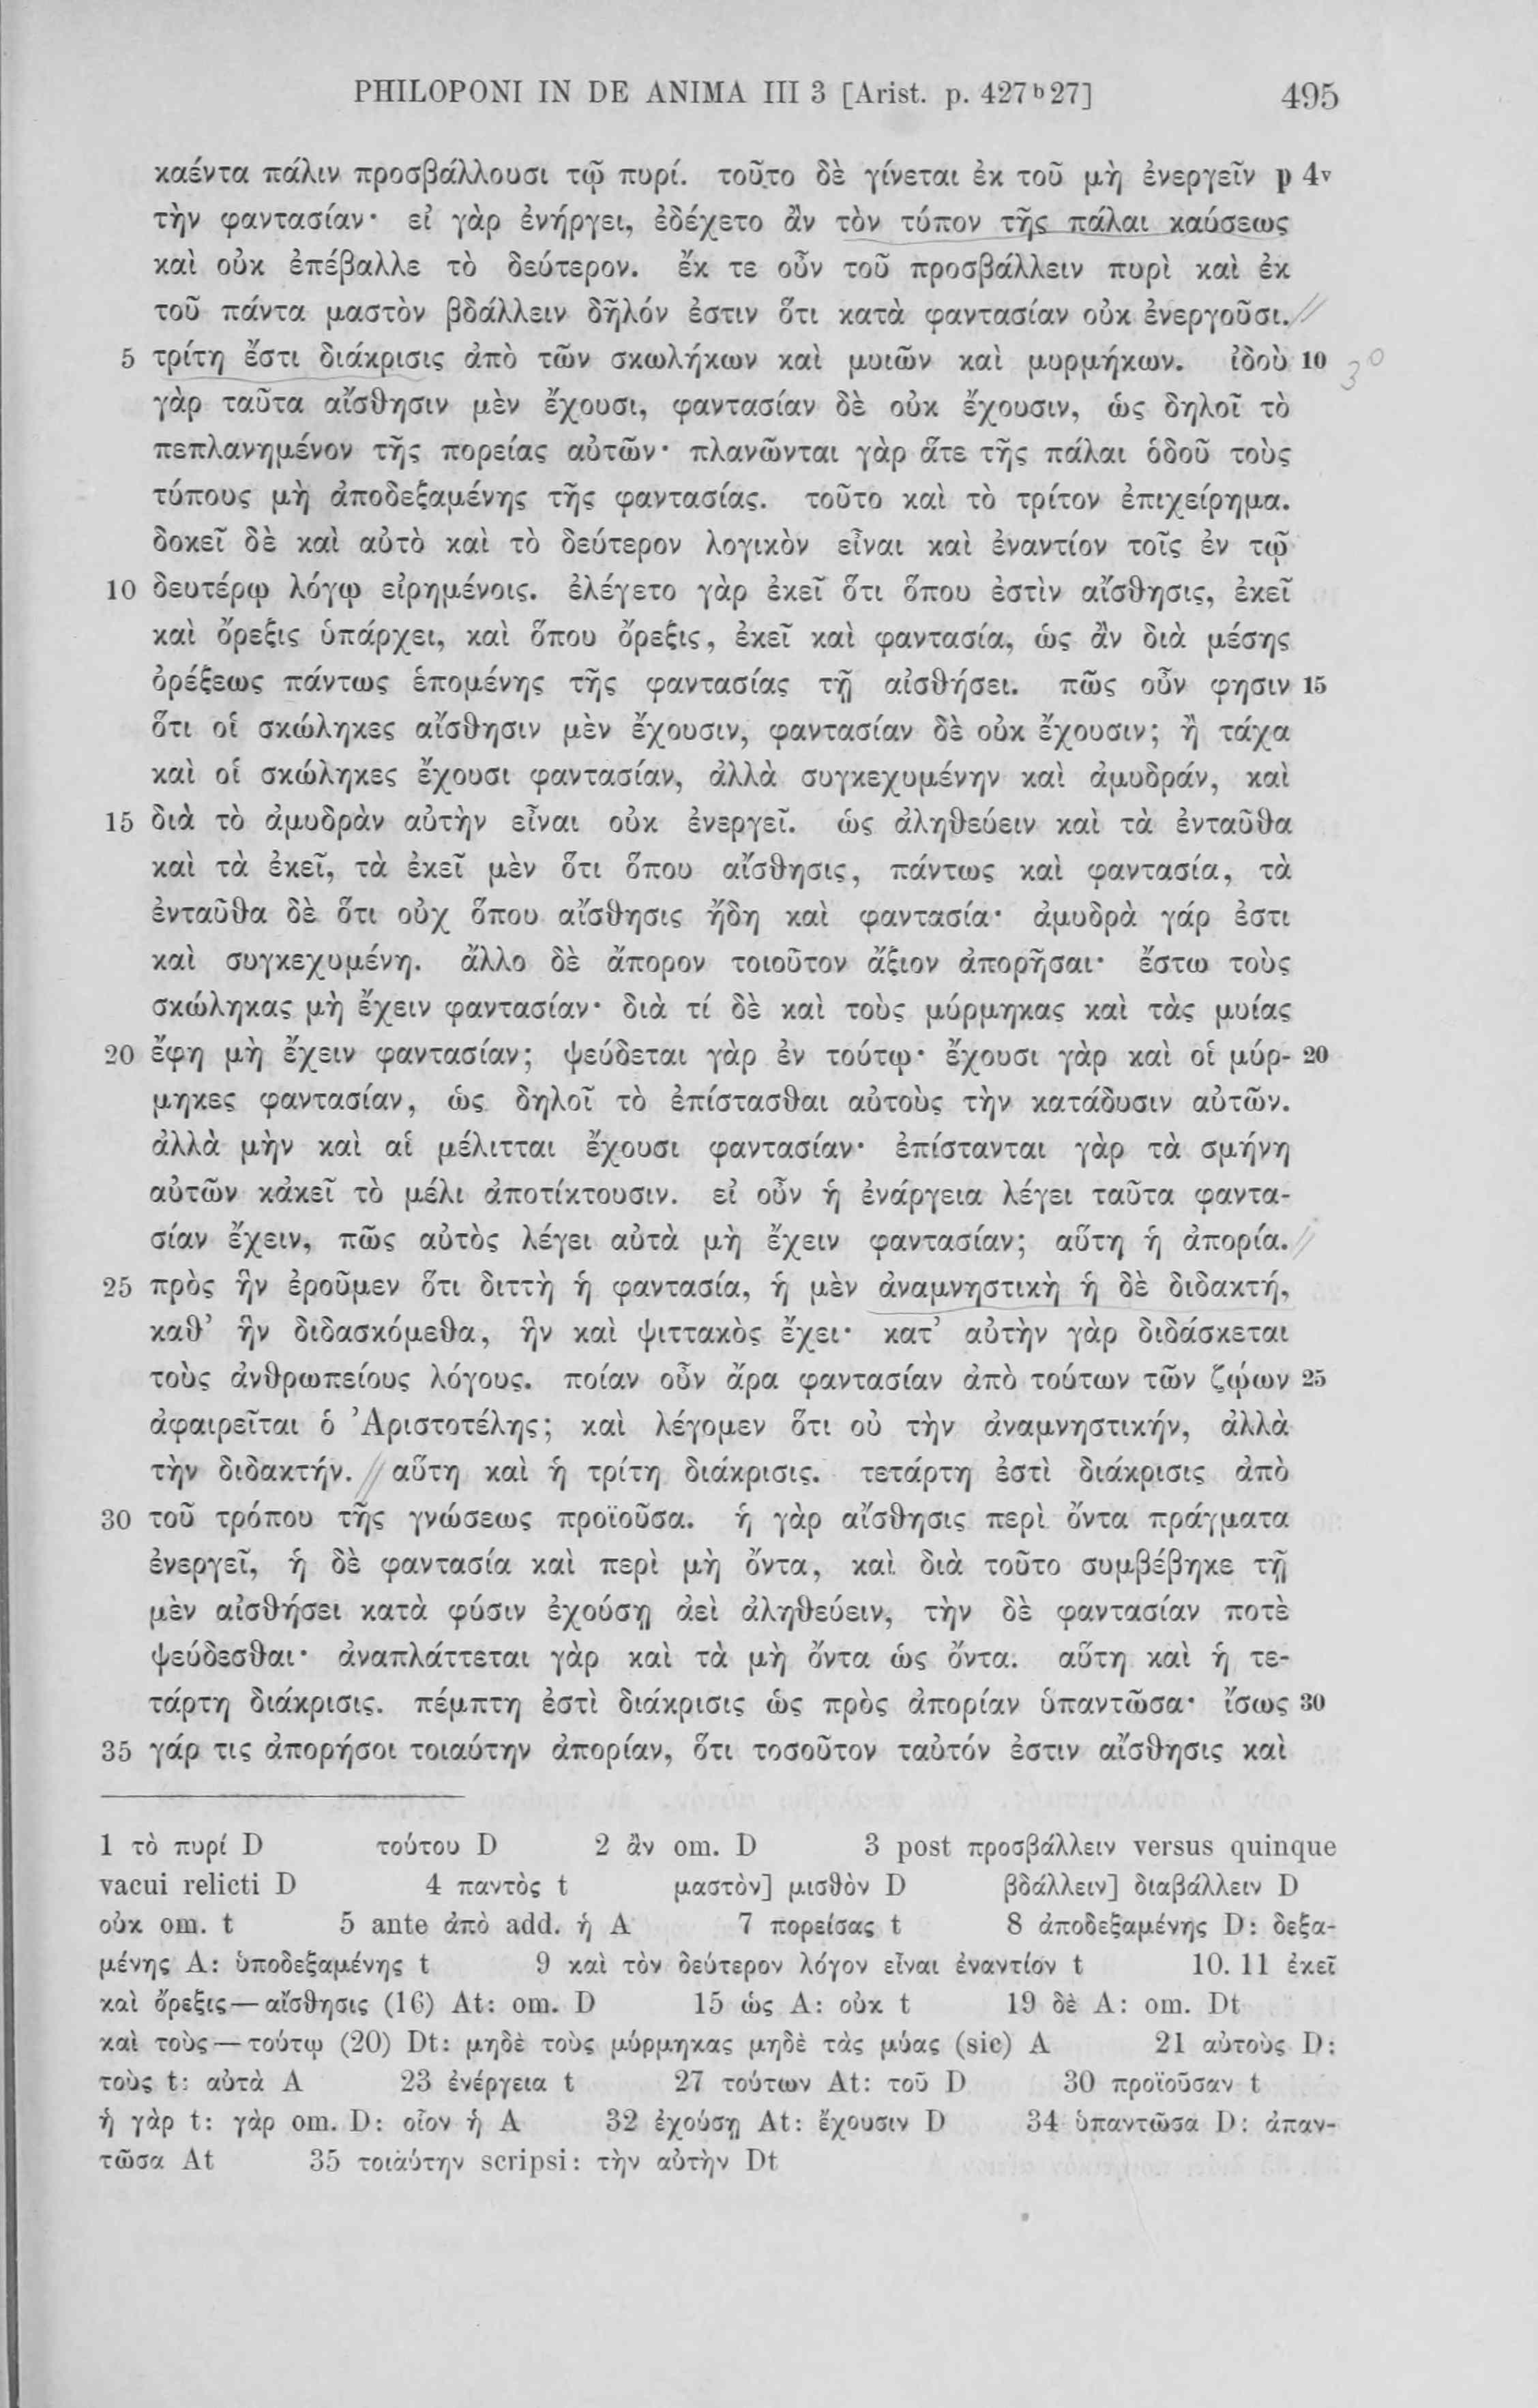 PHILOPONI IN DE ANIMA III 3 [Arist. p. 427ᵇ27] 495
καέντα πάλιν προσβάλλουσι τῷ πυρί. τοῦτο δὲ γίνεται ἐκ τοῦ μὴ ἐνεργεῖν p 4v
τὴν φαντασίαν· εἰ γὰρ ἐνήργει, ἐδέχετο ἂν τὸν τύπον τῆς πάλαι καύσεως
καὶ οὐκ ἐπέβαλλε τὸ δεύτερον. ἔκ τε οὖν τοῦ προσβάλλειν πυρὶ καὶ ἐκ
τοῦ πάντα μαστὸν βδάλλειν δῆλόν ἐστιν ὅτι κατὰ φαντασίαν οὐκ ἐνεργοῦσι. //
5 τρίτη ἔστι διάκρισις ἀπὸ τῶν σκωλήκων καὶ μυιῶν καὶ μυρμήκων. ἰδοὺ 10 3º
γὰρ ταῦτα αἴσθησιν μὲν ἔχουσι, φαντασίαν δὲ οὐκ ἔχουσιν, ὡς δηλοῖ τὸ
πεπλανημένον τῆς πορείας αὐτῶν· πλανῶνται γὰρ ἅτε τῆς πάλαι ὁδοῦ τοὺς
τύπους μὴ ἀποδεξαμένης τῆς φαντασίας. τοῦτο καὶ τὸ τρίτον ἐπιχείρημα.
δοκεῖ δὲ καὶ αὐτὸ καὶ τὸ δεύτερον λογικὸν εἶναι καὶ ἐναντίον τοῖς ἐν τῷ
10 δευτέρῳ λόγῳ εἰρημένοις. ἐλέγετο γὰρ ἐκεῖ ὅτι ὅπου ἐστὶν αἴσθησις, ἐκεῖ
καὶ ὄρεξις ὑπάρχει, καὶ ὅπου ὄρεξις, ἐκεῖ καὶ φαντασία, ὡς ἂν διὰ μέσης
ὀρέξεως πάντως ἑπομένης τῆς φαντασίας τῇ αἰσθήσει. πῶς οὖν φησιν 15
ὅτι οἱ σκώληκες αἴσθησιν μὲν ἔχουσιν, φαντασίαν δὲ οὐκ ἔχουσιν; ἢ τάχα
καὶ οἱ σκώληκες ἔχουσι φαντασίαν, ἀλλὰ συγκεχυμένην καὶ ἀμυδράν, καὶ
15 διὰ τὸ ἀμυδρὰν αὐτὴν εἶναι οὐκ ἐνεργεῖ. ὡς ἀληθεύειν καὶ τὰ ἐνταῦθα
καὶ τὰ ἐκεῖ, τὰ ἐκεῖ μὲν ὅτι ὅπου αἴσθησις, πάντως καὶ φαντασία, τὰ
ἐνταῦθα δὲ ὅτι οὐχ ὅπου αἴσθησις ἤδη καὶ φαντασία· ἀμυδρὰ γάρ ἐστι
καὶ συγκεχυμένη. ἄλλο δὲ ἄπορον τοιοῦτον ἄξιον ἀπορῆσαι· ἔστω τοὺς
σκώληκας μὴ ἔχειν φαντασίαν· διὰ τί δὲ καὶ τοὺς μύρμηκας καὶ τὰς μυίας
20 ἔφη μὴ ἔχειν φαντασίαν; ψεύδεται γὰρ ἐν τούτῳ· ἔχουσι γὰρ καὶ οἱ μύρ- 20
μηκες φαντασίαν, ὡς δηλοῖ τὸ ἐπίστασθαι αὐτοὺς τὴν κατάδυσιν αὐτῶν.
ἀλλὰ μὴν καὶ αἱ μέλιτται ἔχουσι φαντασίαν· ἐπίστανται γὰρ τὰ σμήνη
αὐτῶν κἀκεῖ τὸ μέλι ἀποτίκτουσιν. εἰ οὖν ἡ ἐνάργεια λέγει ταῦτα φαντα-
σίαν ἔχειν, πῶς αὐτὸς λέγει αὐτὰ μὴ ἔχειν φαντασίαν; αὕτη ἡ ἀπορία. //
25 πρὸς ἣν ἐροῦμεν ὅτι διττὴ ἡ φαντασία, ἡ μὲν ἀναμνηστικὴ ἡ δὲ διδακτή,
καθ’ ἣν διδασκόμεθα, ἣν καὶ ψιττακὸς ἔχει· κατ’ αὐτὴν γὰρ διδάσκεται
τοὺς ἀνθρωπείους λόγους. ποίαν οὖν ἄρα φαντασίαν ἀπὸ τούτων τῶν ζῴων 25
ἀφαιρεῖται ὁ Ἀριστοτέλης; καὶ λέγομεν ὅτι οὐ τὴν ἀναμνηστικήν, ἀλλὰ
τὴν διδακτήν. // αὕτη καὶ ἡ τρίτη διάκρισις. τετάρτη ἐστὶ διάκρισις ἀπὸ
30 τοῦ τρόπου τῆς γνώσεως προϊοῦσα. ἡ γὰρ αἴσθησις περὶ ὄντα πράγματα
ἐνεργεῖ, ἡ δὲ φαντασία καὶ περὶ μὴ ὄντα, καὶ διὰ τοῦτο συμβέβηκε τῇ
μὲν αἰσθήσει κατὰ φύσιν ἐχούσῃ ἀεὶ ἀληθεύειν, τὴν δὲ φαντασίαν ποτὲ
ψεύδεσθαι· ἀναπλάττεται γὰρ καὶ τὰ μὴ ὄντα ὡς ὄντα. αὕτη καὶ ἡ τε-
τάρτη διάκρισις. πέμπτη ἐστὶ διάκρισις ὡς πρὸς ἀπορίαν ὑπαντῶσα· ἴσως 30
35 γάρ τις ἀπορήσοι τοιαύτην ἀπορίαν, ὅτι τοσοῦτον ταὐτόν ἐστιν αἴσθησις καὶ
1 τὸ πυρί D τούτου D 2 ἂν om. D 3 post προσβάλλειν versus quinque
vacui relicti D 4 παντὸς t μαστὸν] μισθὸν D βδάλλειν] διαβάλλειν D
οὐκ om. t 5 ante ἀπὸ add. ἡ A 7 πορείσας t 8 ἀποδεξαμένης D: δεξα-
μένης A: ὑποδεξαμένης t 9 καὶ τὸν δεύτερον λόγον εἶναι ἐναντίον t 10. 11 ἐκεῖ
καὶ ὄρεξις—αἴσθησις (16) At: om. D 15 ὡς A: οὐκ t 19 δὲ A: om. Dt
καὶ τοὺς—τούτῳ (20) Dt: μηδὲ τοὺς μύρμηκας μηδὲ τὰς μύας (sic) A 21 αὐτοὺς D:
τοὺς t: αὐτὰ A 23 ἐνέργεια t 27 τούτων At: τοῦ D 30 προϊοῦσαν t
ἡ γὰρ t: γὰρ om. D: οἷον ἡ A 32 ἐχούσῃ At: ἔχουσιν D 34 ὑπαντῶσα D: ἀπαν-
τῶσα At 35 τοιαύτην scripsi: τὴν αὐτὴν Dt